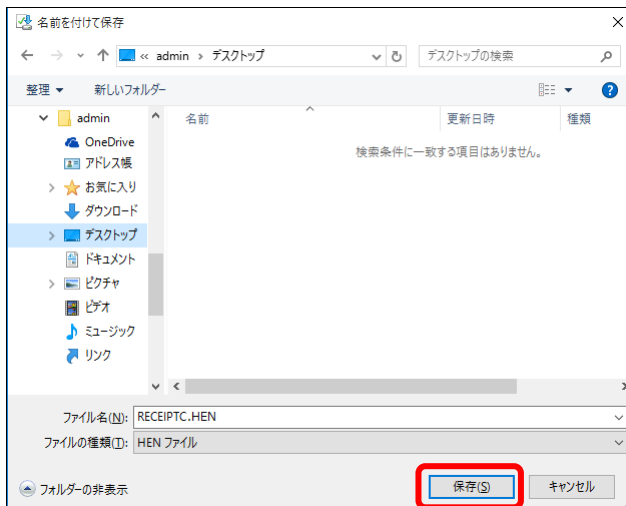 名前を付けて保存
« admin › デスクトップ
デスクトップの検索
整理
新しいフォルダー
名前
更新日時
種類
検索条件に一致する項目はありません。
admin
OneDrive
アドレス帳
お気に入り
ダウンロード
デスクトップ
ドキュメント
ピクチャ
ビデオ
ミュージック
リンク
ファイル名(N): RECEIPTC.HEN
ファイルの種類(T): HEN ファイル
フォルダーの非表示
保存(S)
キャンセル